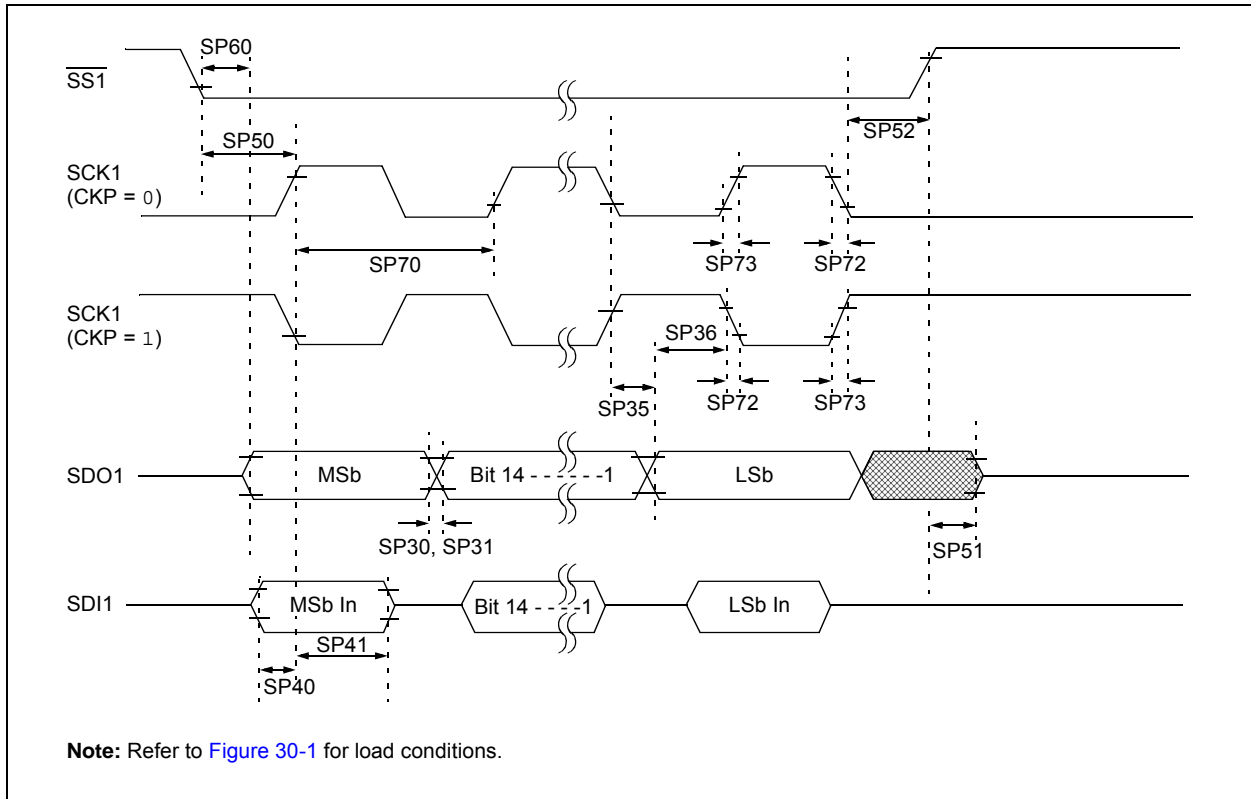 SP60
SS1
SP50
SP52
SCK1
(CKP = 0)
SP70
SP73
SP72
SCK1
(CKP = 1)
SP36
SP35
SP72
SP73
SDO1
MSb
Bit 14 - - - - - -1
LSb
SP30, SP31
SP51
SDI1
MSb In
Bit 14 - - - -1
LSb In
SP41
SP40
Note: Refer to Figure 30-1 for load conditions.